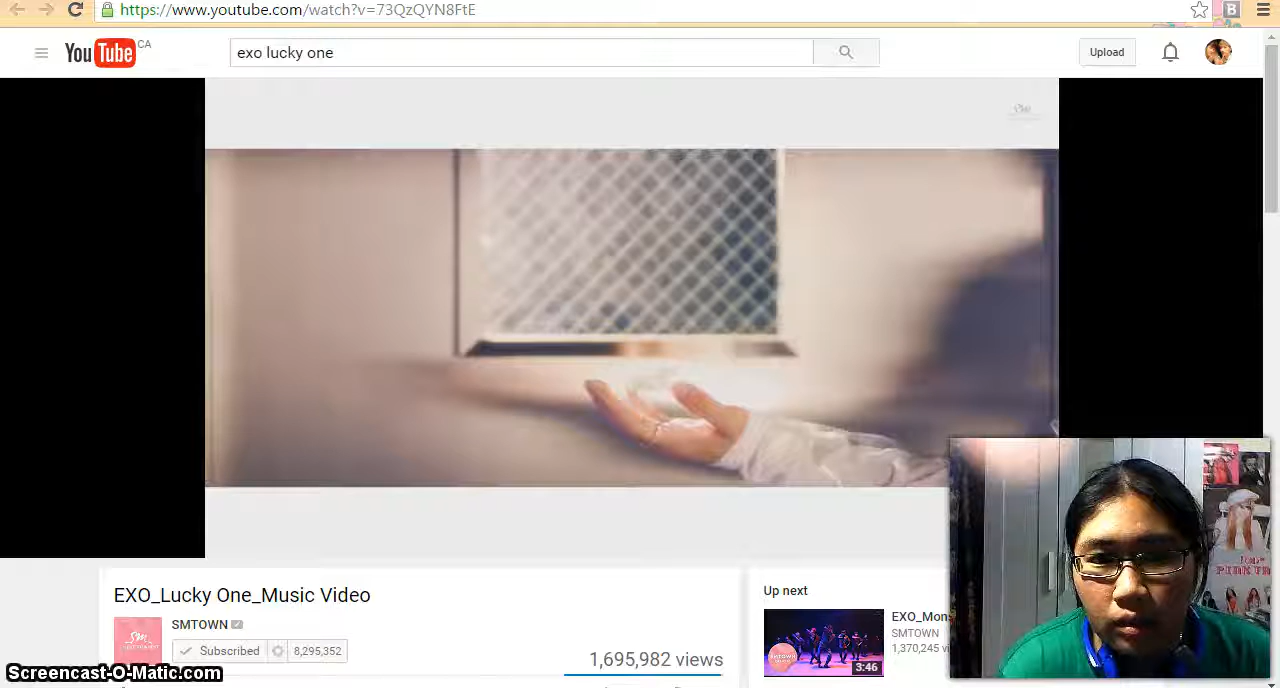 https://www.youtube.com/watch?v=73QzQYN8FtE
B
YouTube CA
exo lucky one
Upload
SM
EXO_Lucky One_Music Video
SMTOWN
Subscribed 8,295,352
1,695,982 views
Up next
EXO_Mons
SMTOWN
1,370,245 vi
3:46
Screencast-O-Matic.com